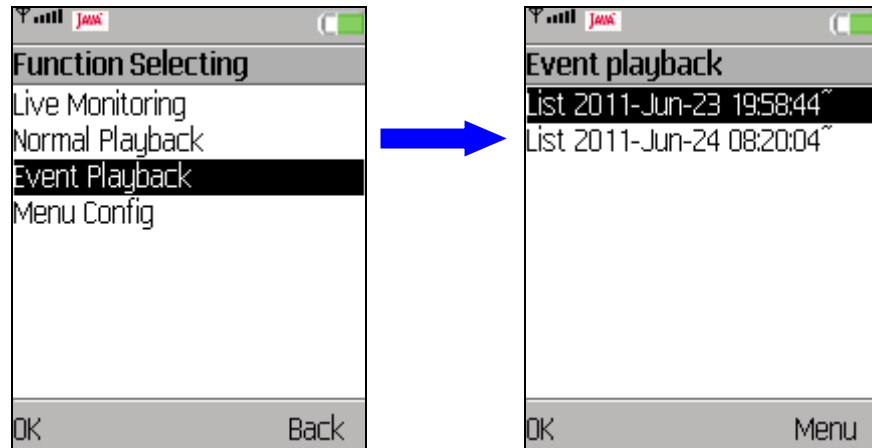 JAVA
Function Selecting
Live Monitoring
Normal Playback
Event Playback
Menu Config
OK Back
JAVA
Event playback
List 2011-Jun-23 19:58:44~
List 2011-Jun-24 08:20:04~
OK Menu